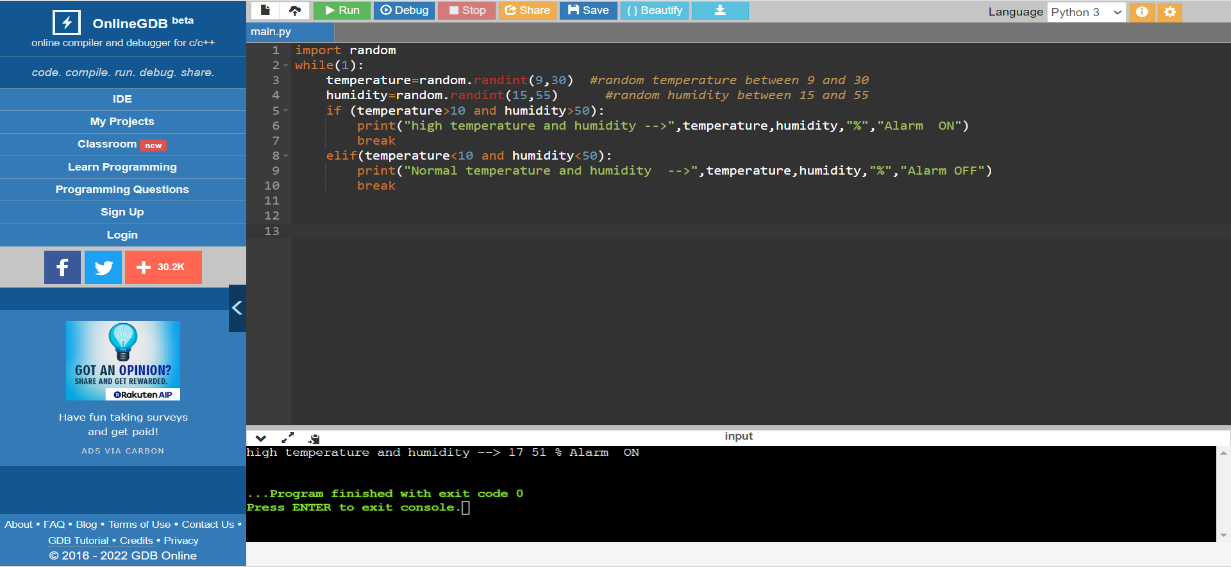 OnlineGDB beta
online compiler and debugger for c/c++
code. compile. run. debug. share.
IDE
My Projects
Classroom new
Learn Programming
Programming Questions
Sign Up
Login
f
30.2K
GOT AN OPINION?
SHARE AND GET REWARDED.
Rakuten AIP
Have fun taking surveys
and get paid!
ADS VIA CARBON
About • FAQ • Blog • Terms of Use • Contact Us •
GDB Tutorial • Credits • Privacy
© 2016 - 2022 GDB Online
Run Debug Stop Share Save { } Beautify
Language Python 3
main.py
1 import random
2 while(1):
3     temperature=random.randint(9,30)  #random temperature between 9 and 30
4     humidity=random.randint(15,55)      #random humidity between 15 and 55
5     if (temperature>10 and humidity>50):
6         print("high temperature and humidity -->",temperature,humidity,"%","Alarm  ON")
7         break
8     elif(temperature<10 and humidity<50):
9         print("Normal temperature and humidity  -->",temperature,humidity,"%","Alarm OFF")
10         break
11
12
13
input
high temperature and humidity --> 17 51 % Alarm  ON
...Program finished with exit code 0
Press ENTER to exit console.